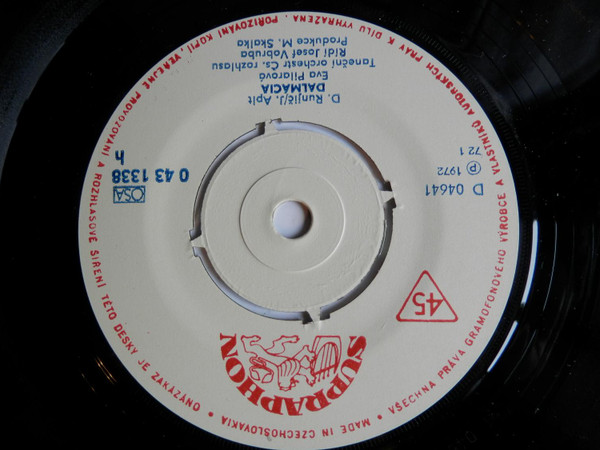 SUPRAPHON
45
D 04641
Ⓟ 1972
72 1
OSA
0 43 1338
h
D. Runjič/J. Aplt
DALMACIA
Eva Pilarová
Taneční orchestr Čs. rozhlasu
Řídí Josef Vobruba
Produkce M. Skalka
MADE IN CZECHOSLOVAKIA • VŠECHNA PRÁVA GRAMOFONOVÉHO VÝROBCE A VLASTNÍKŮ AUTORSKÝCH PRÁV K DÍLU VYHRAŽENA. POŘIZOVÁNÍ KOPIÍ, VEŘEJNÉ PROVOZOVÁNÍ A ROZHLASOVÉ ŠÍŘENÍ TÉTO DESKY JE ZAKÁZÁNO •